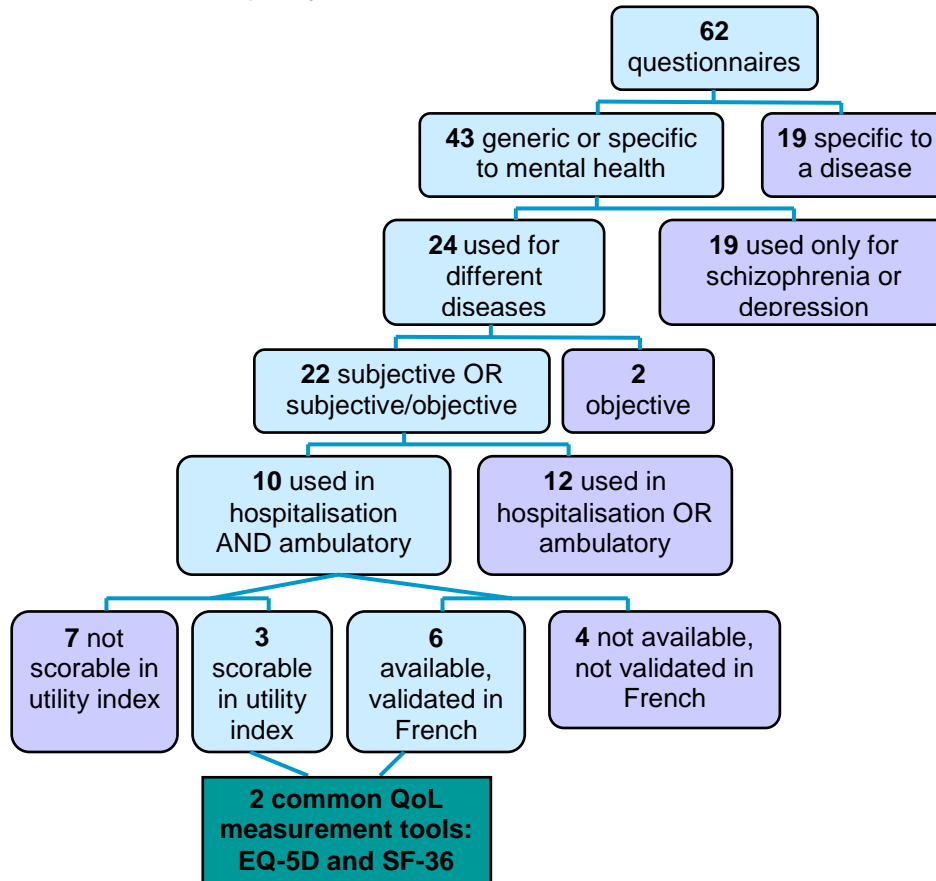 62
questionnaires
43 generic or specific
to mental health
19 specific to
a disease
24 used for
different
diseases
19 used only for
schizophrenia or
depression
22 subjective OR
subjective/objective
2
objective
10 used in
hospitalisation
AND ambulatory
12 used in
hospitalisation OR
ambulatory
7 not
scorable in
utility index
3
scorable
in utility
index
6
available,
validated in
French
4 not available,
not validated in
French
2 common QoL
measurement tools:
EQ-5D and SF-36